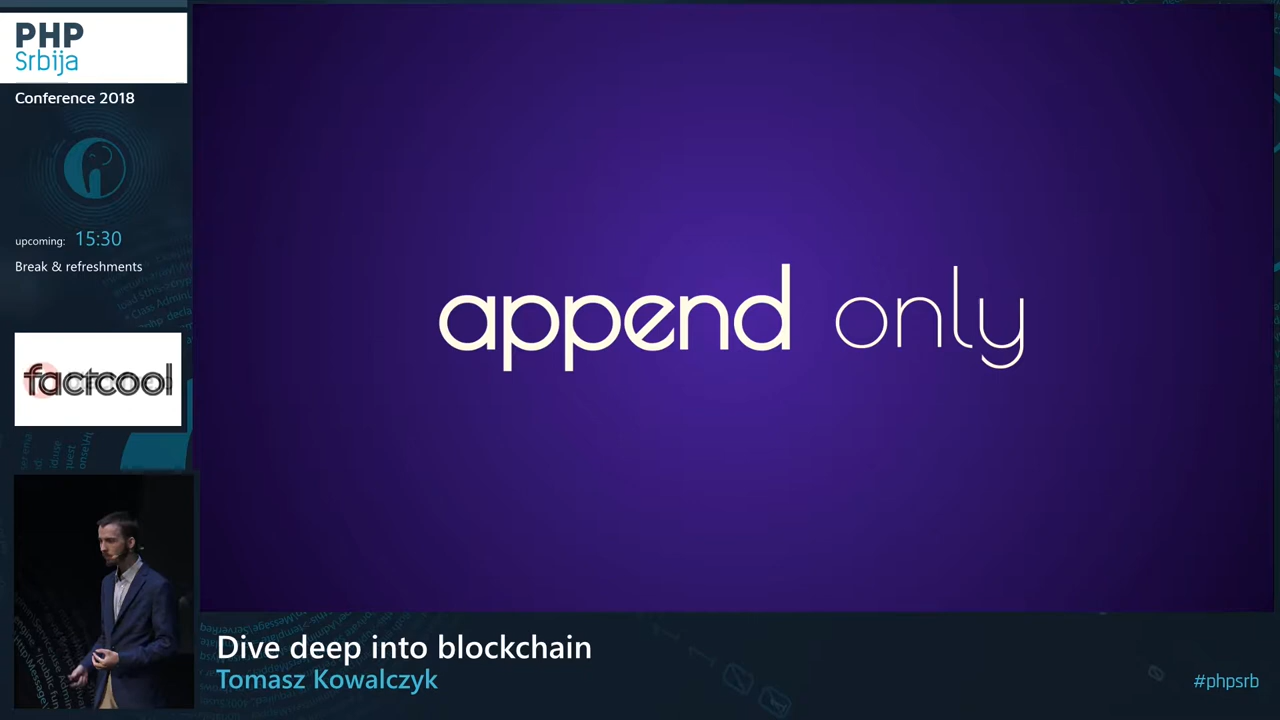 PHP
Srbija
Conference 2018
upcoming: 15:30
Break & refreshments
factcool
append only
Dive deep into blockchain
Tomasz Kowalczyk
#phpsrb